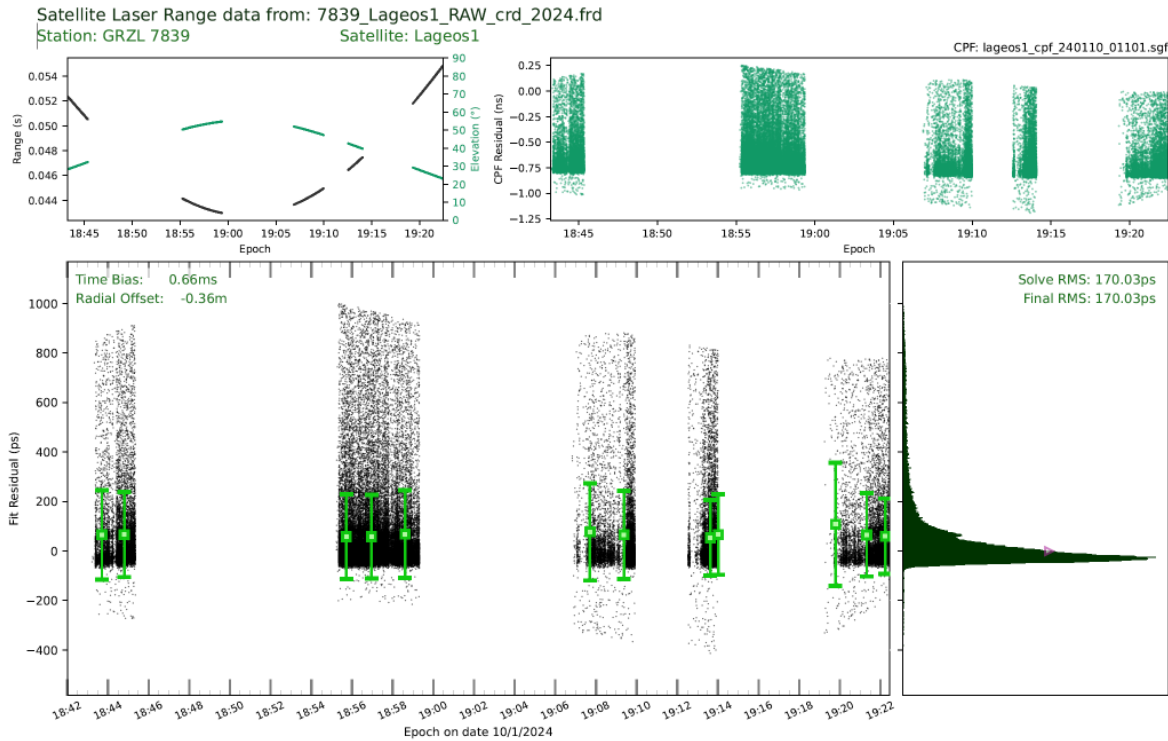 Satellite Laser Range data from: 7839_Lageos1_RAW_crd_2024.frd
Station: GRZL 7839 Satellite: Lageos1
CPF: lageos1_cpf_240110_01101.sgf
0.054
0.052
0.050
0.048
0.046
0.044
Range (s)
90
80
70
60
50
40
30
20
10
0
Elevation (°)
18:45 18:50 18:55 19:00 19:05 19:10 19:15 19:20
Epoch
0.25
0.00
−0.25
−0.50
−0.75
−1.00
−1.25
CPF Residual (ns)
18:45 18:50 18:55 19:00 19:05 19:10 19:15 19:20
Epoch
Time Bias: 0.66ms
Radial Offset: -0.36m
1000
800
600
400
200
0
−200
−400
Fit Residual (ps)
18:42 18:44 18:46 18:48 18:50 18:52 18:54 18:56 18:58 19:00 19:02 19:04 19:06 19:08 19:10 19:12 19:14 19:16 19:18 19:20 19:22
Epoch on date 10/1/2024
Solve RMS: 170.03ps
Final RMS: 170.03ps